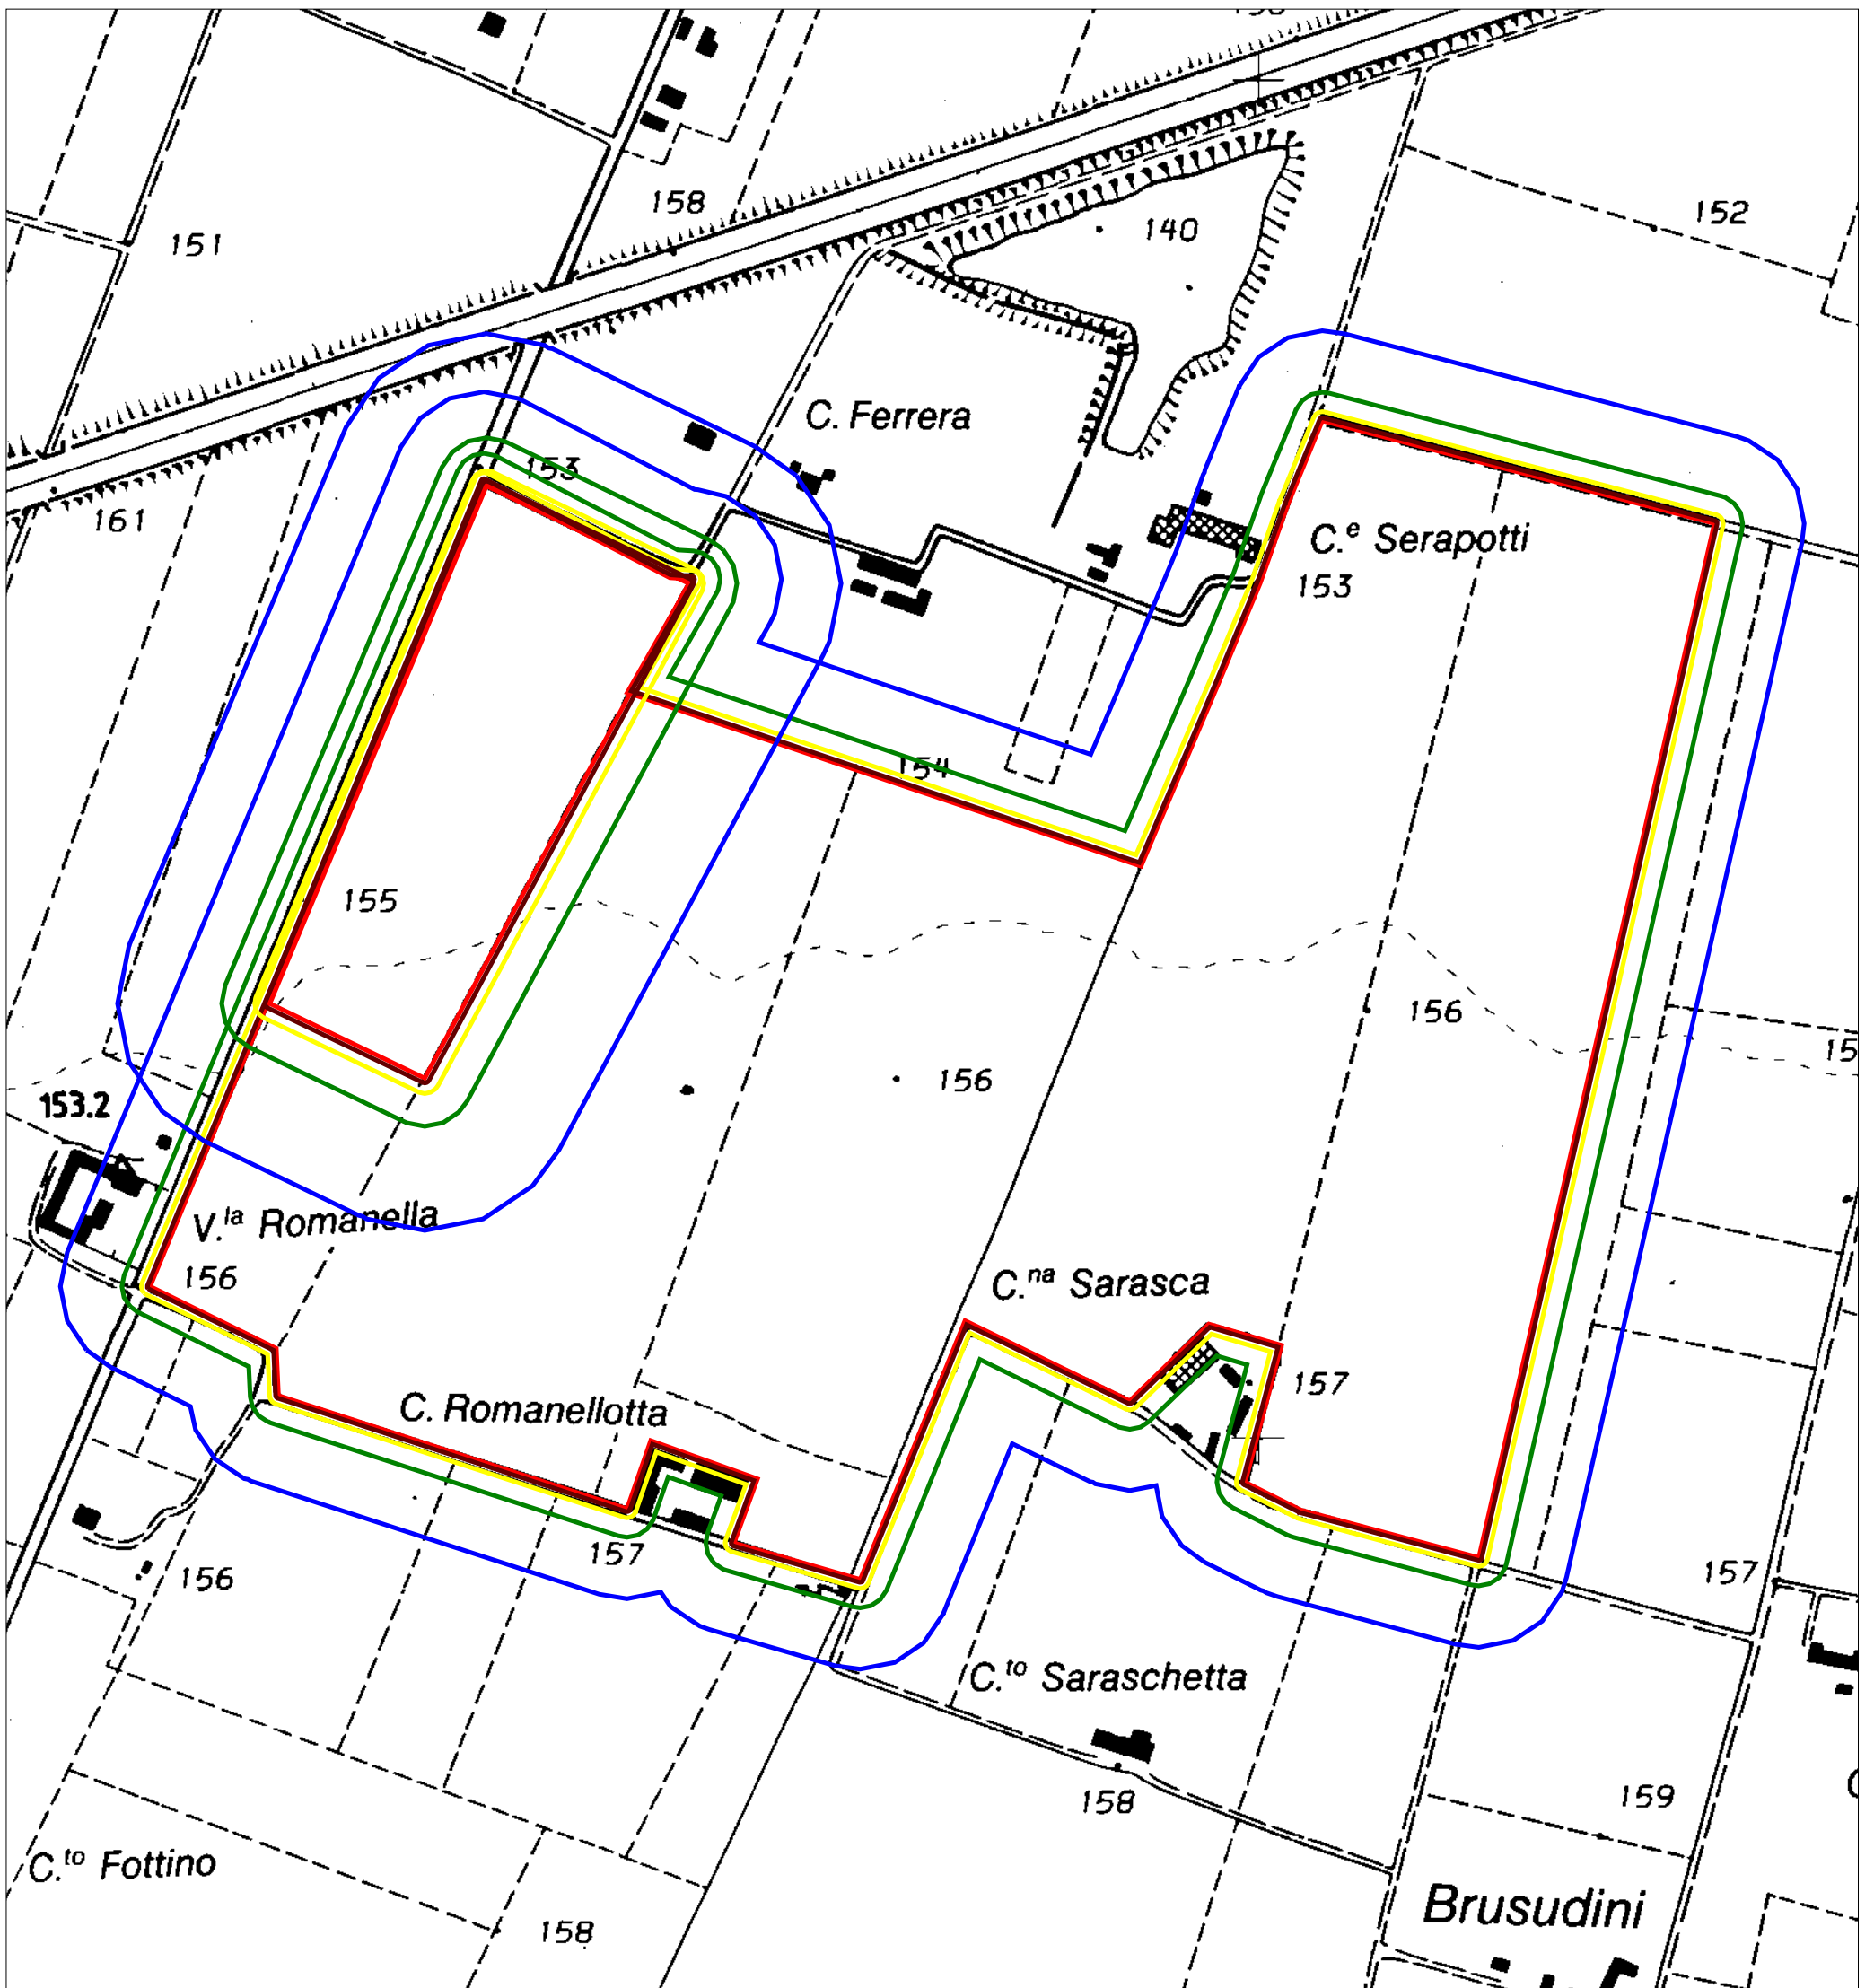 158
140
152
151
C. Ferrera
153
161
C.e Serapotti
153
154
155
156
15
156
153.2
V.la Romanella
156
C.na Sarasca
157
C. Romanellotta
157
157
156
C.to Saraschetta
158
159
C.to Fottino
Brusudini
158